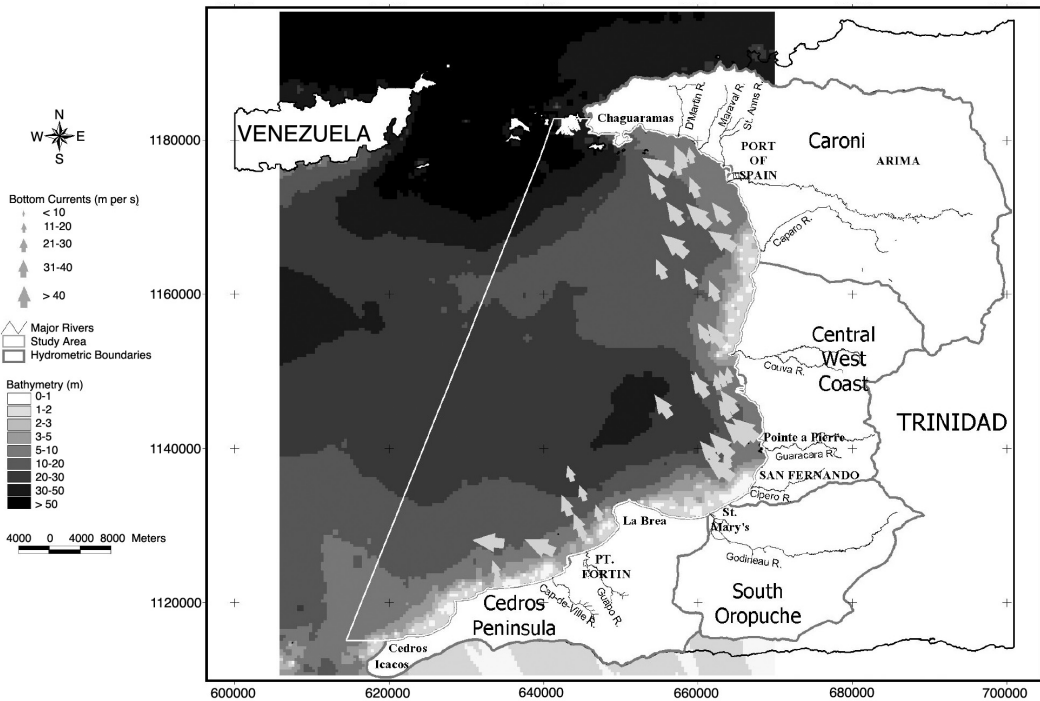 N
W E
S
Bottom Currents (m per s)
< 10
11-20
21-30
31-40
> 40
Major Rivers
Study Area
Hydrometric Boundaries
Bathymetry (m)
0-1
1-2
2-3
3-5
5-10
10-20
20-30
30-50
> 50
4000 0 4000 8000 Meters
1180000
1160000
1140000
1120000
600000 620000 640000 660000 680000 700000
VENEZUELA
Chaguaramas
D'Martin R.
Maraval R.
St. Anns R.
PORT
OF
SPAIN
Caroni
ARIMA
Caparo R.
Central
West
Coast
Couva R.
TRINIDAD
Pointe a Pierre
Guaracara R.
SAN FERNANDO
Cipero R.
La Brea
St.
Mary's
Godineau R.
PT.
FORTIN
Guapo R.
Cap-de-Ville R.
South
Oropuche
Cedros
Peninsula
Cedros
Icacos